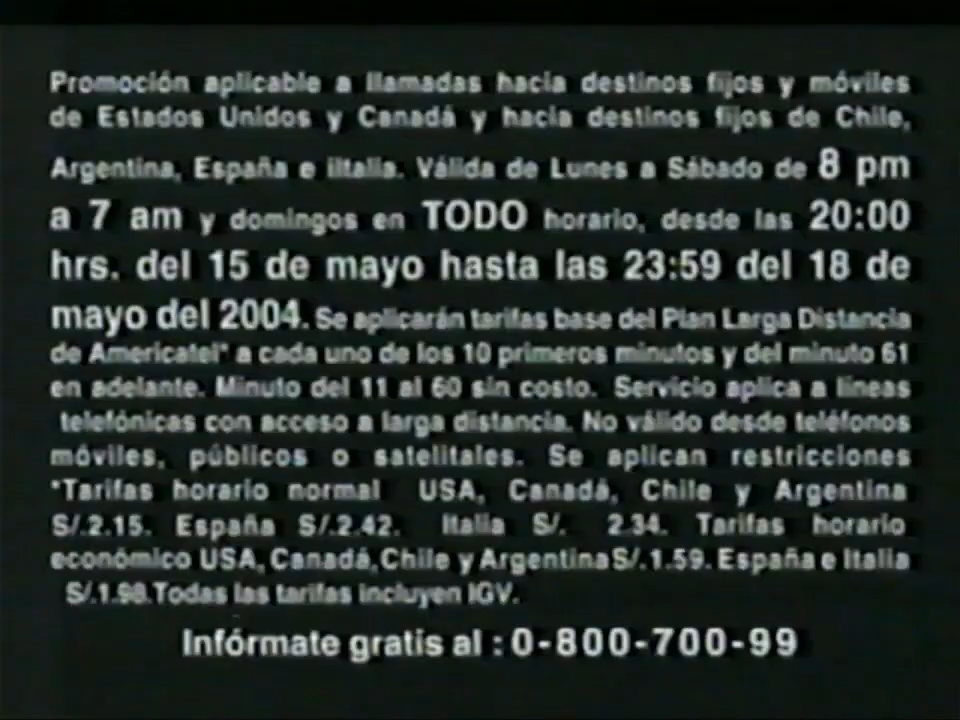 Promoción aplicable a llamadas hacia destinos fijos y móviles
de Estados Unidos y Canadá y hacia destinos fijos de Chile,
Argentina, España e iItalia. Válida de Lunes a Sábado de 8 pm
a 7 am y domingos en TODO horario, desde las 20:00
hrs. del 15 de mayo hasta las 23:59 del 18 de
mayo del 2004. Se aplicarán tarifas base del Plan Larga Distancia
de Americatel* a cada uno de los 10 primeros minutos y del minuto 61
en adelante. Minuto del 11 al 60 sin costo. Servicio aplica a líneas
telefónicas con acceso a larga distancia. No válido desde teléfonos
móviles, públicos o satelitales. Se aplican restricciones
*Tarifas horario normal USA, Canadá, Chile y Argentina
S/.2.15. España S/.2.42. Italia S/. 2.34. Tarifas horario
económico USA, Canadá,Chile y Argentina S/.1.59. España e Italia
S/.1.98.Todas las tarifas incluyen IGV.
Infórmate gratis al : 0-800-700-99